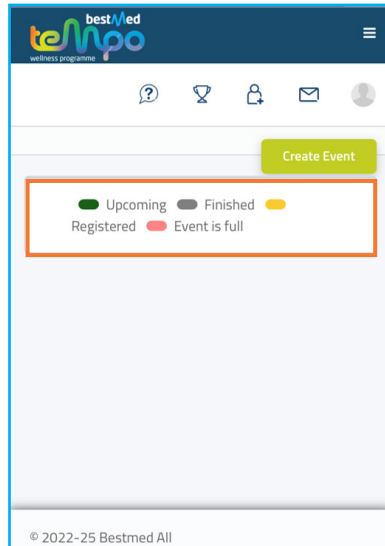 bestMed
tempo
wellness programme
Create Event
Upcoming Finished
Registered Event is full
© 2022-25 Bestmed All